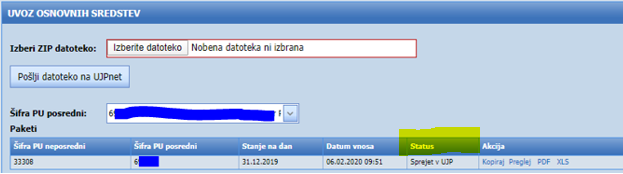 UVOZ OSNOVNIH SREDSTEV
Izberi ZIP datoteko: Izberite datoteko Nobena datoteka ni izbrana
Pošlji datoteko na UJPnet
Šifra PU posredni: 6
Paketi
Šifra PU neposredni Šifra PU posredni Stanje na dan Datum vnosa Status Akcija
33308 6 31.12.2019 06.02.2020 09:51 Sprejet v UJP Kopiraj Preglej PDF XLS